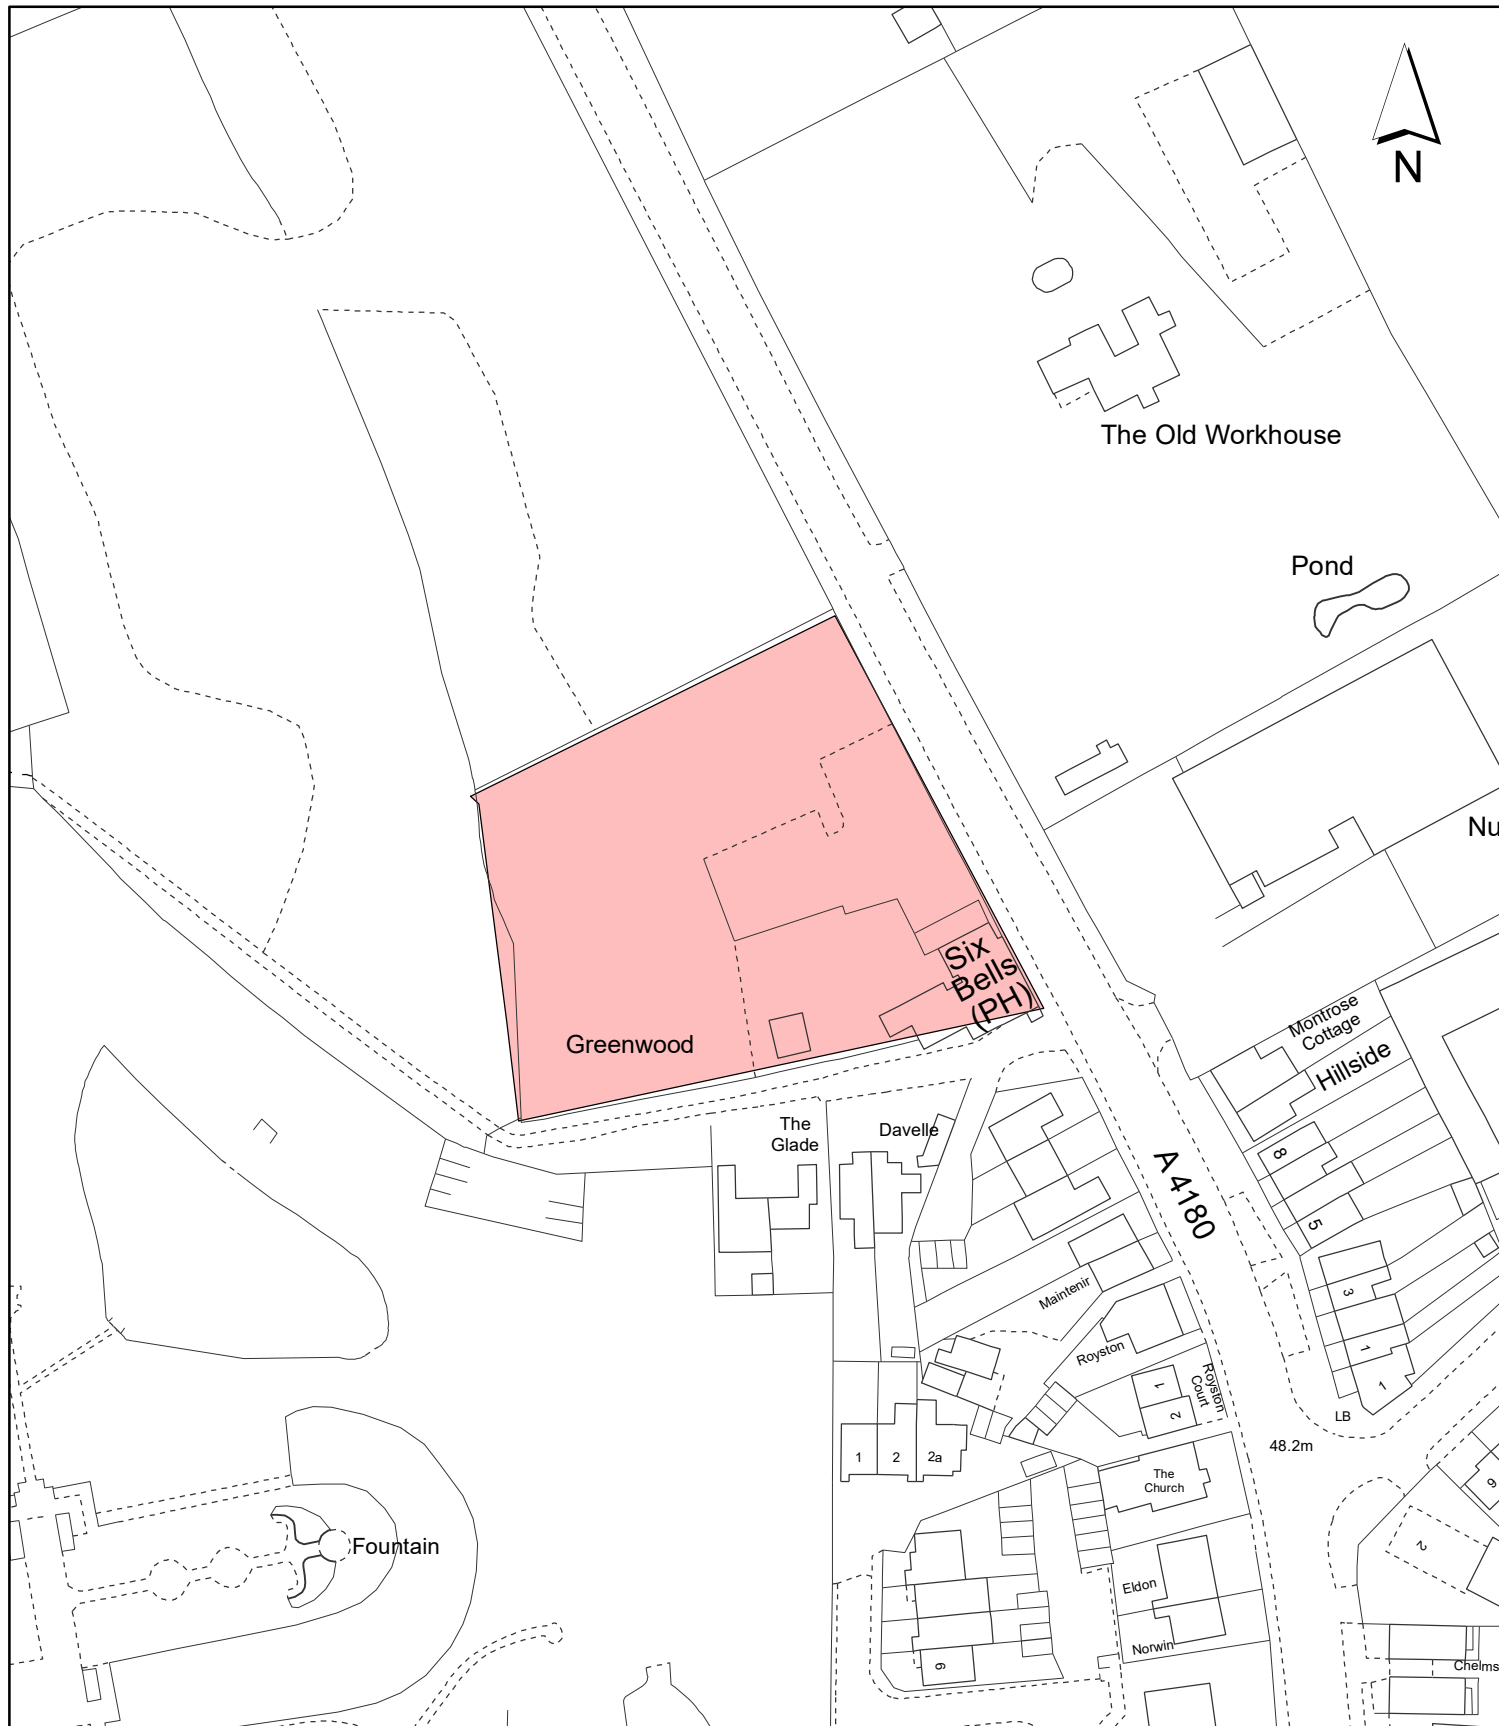 N
The Old Workhouse
Pond
Nu
Six
Bells
(PH)
Greenwood
Montrose
Cottage
Hillside
The
Glade
Davelle
8
A 4180
5
3
Maintenir
1
Royston
1
Royston
Court
1
2
LB
48.2m
1
2
2a
The
Church
6
2
Fountain
Eldon
Norwin
6
Chelms